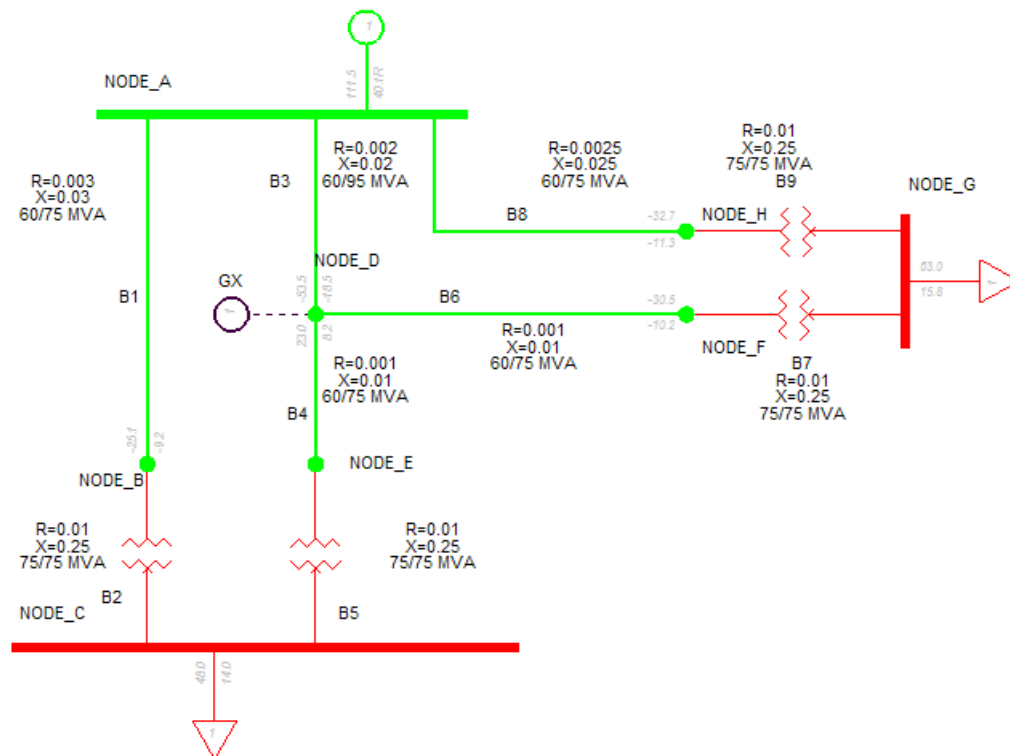 1
NODE_A
111.5
40.1R
R=0.003
X=0.03
60/75 MVA
B3
R=0.002
X=0.02
60/95 MVA
R=0.0025
X=0.025
60/75 MVA
R=0.01
X=0.25
75/75 MVA
B9
NODE_G
B8
-32.7
-11.3
NODE_H
63.0
15.6
1
NODE_D
GX
1
-53.5
-18.5
B1
B6
-30.5
-10.2
23.0
8.2
R=0.001
X=0.01
60/75 MVA
NODE_F
R=0.001
X=0.01
60/75 MVA
B7
R=0.01
X=0.25
75/75 MVA
B4
-25.1
-9.2
NODE_B
NODE_E
R=0.01
X=0.25
75/75 MVA
R=0.01
X=0.25
75/75 MVA
B2
NODE_C
B5
48.0
14.0
1